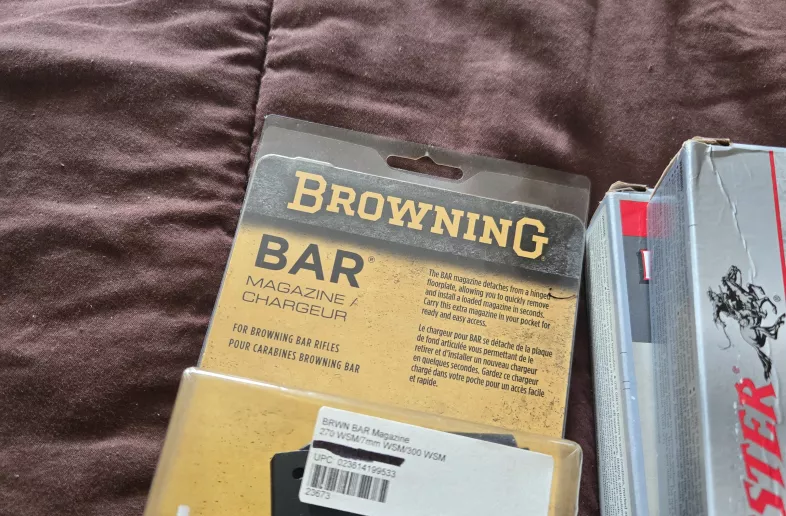 BROWNING
BAR®
MAGAZINE /
CHARGEUR
FOR BROWNING BAR RIFLES
POUR CARABINES BROWNING BAR
The BAR magazine detaches from a hinged
floorplate, allowing you to quickly remove
and install a loaded magazine in seconds.
Carry this extra magazine in your pocket for
ready and easy access.
Le chargeur pour BAR se détache de la plaque
de fond articulée vous permettant de le
retirer et d'installer un nouveau chargeur
en quelques secondes. Gardez ce chargeur
chargé dans votre poche pour un accès facile
et rapide.
BRWN BAR Magazine
270 WSM/7mm WSM/300 WSM
UPC: 023614199533
23673
STER